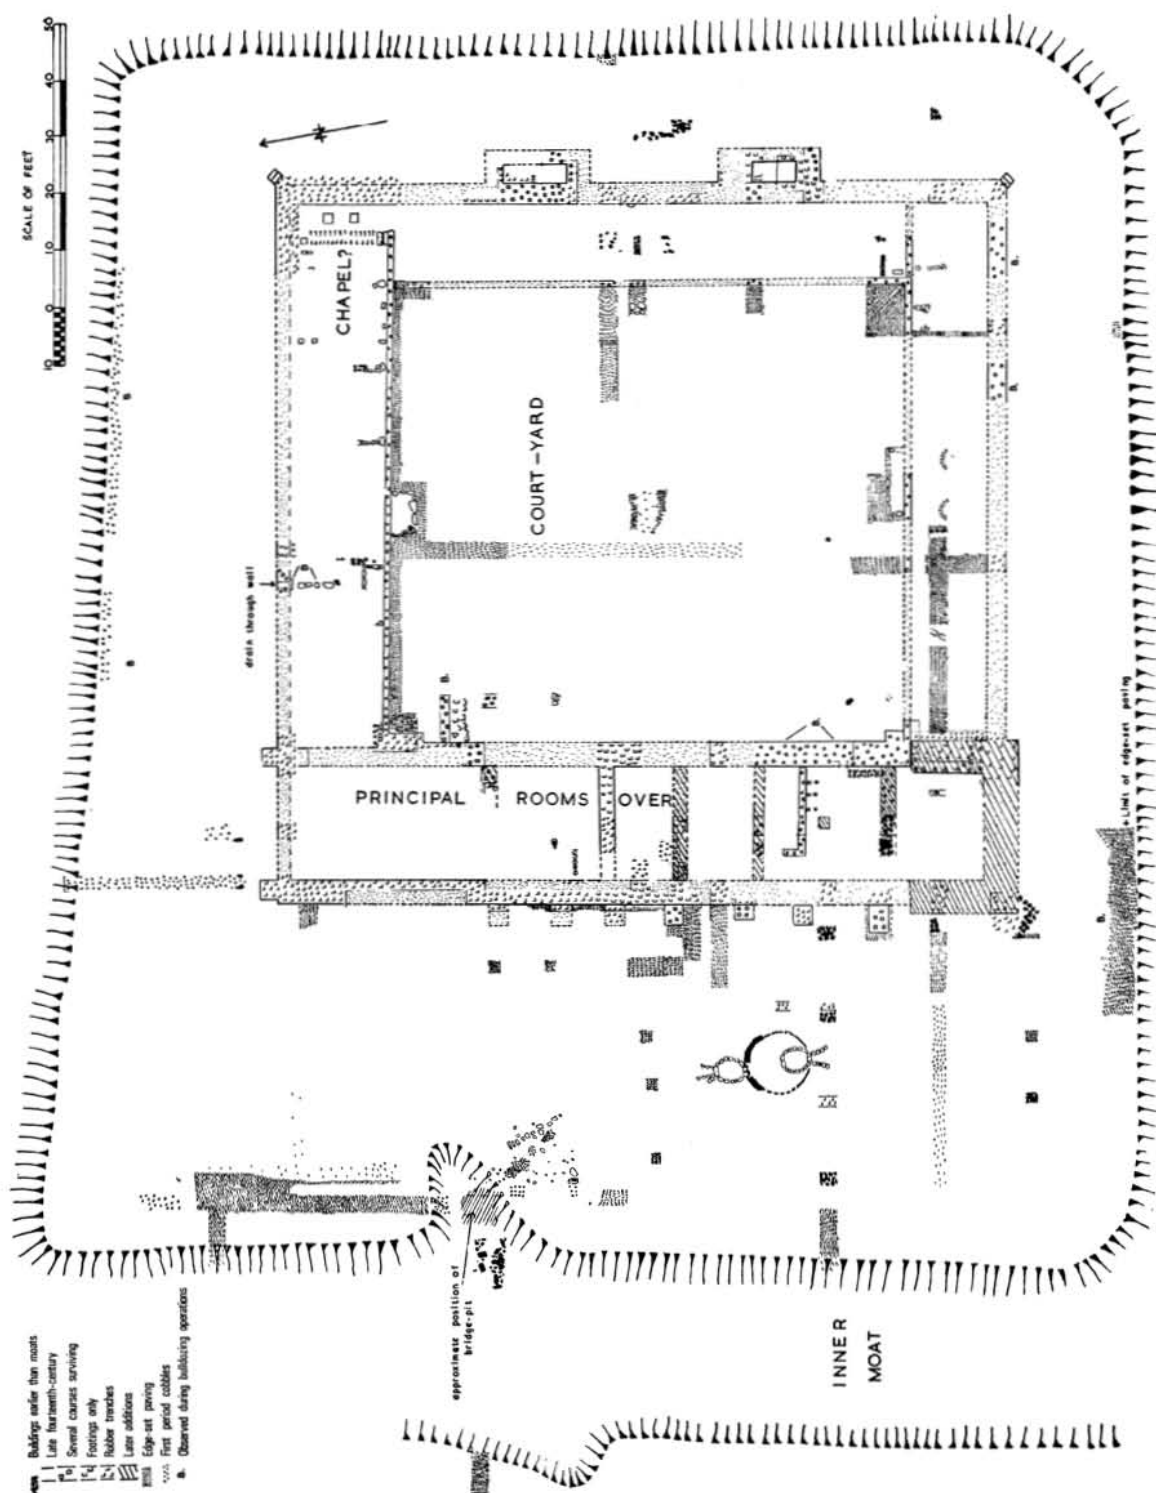 SCALE OF FEET
10 0 10 20 30 40 50
N
CHAPEL?
COURT-YARD
drain through wall
B.
B
B
B.
B.
B.
B.
PRINCIPAL ROOMS OVER
+ Limit of edge-set paving
B.
approximate position of
bridge-pit
INNER
MOAT
Buildings earlier than moats
Late fourteenth-century
Several courses surviving
Footings only
Robber trenches
Later additions
Edge-set paving
First period cobbles
B. Observed during bulldozing operations